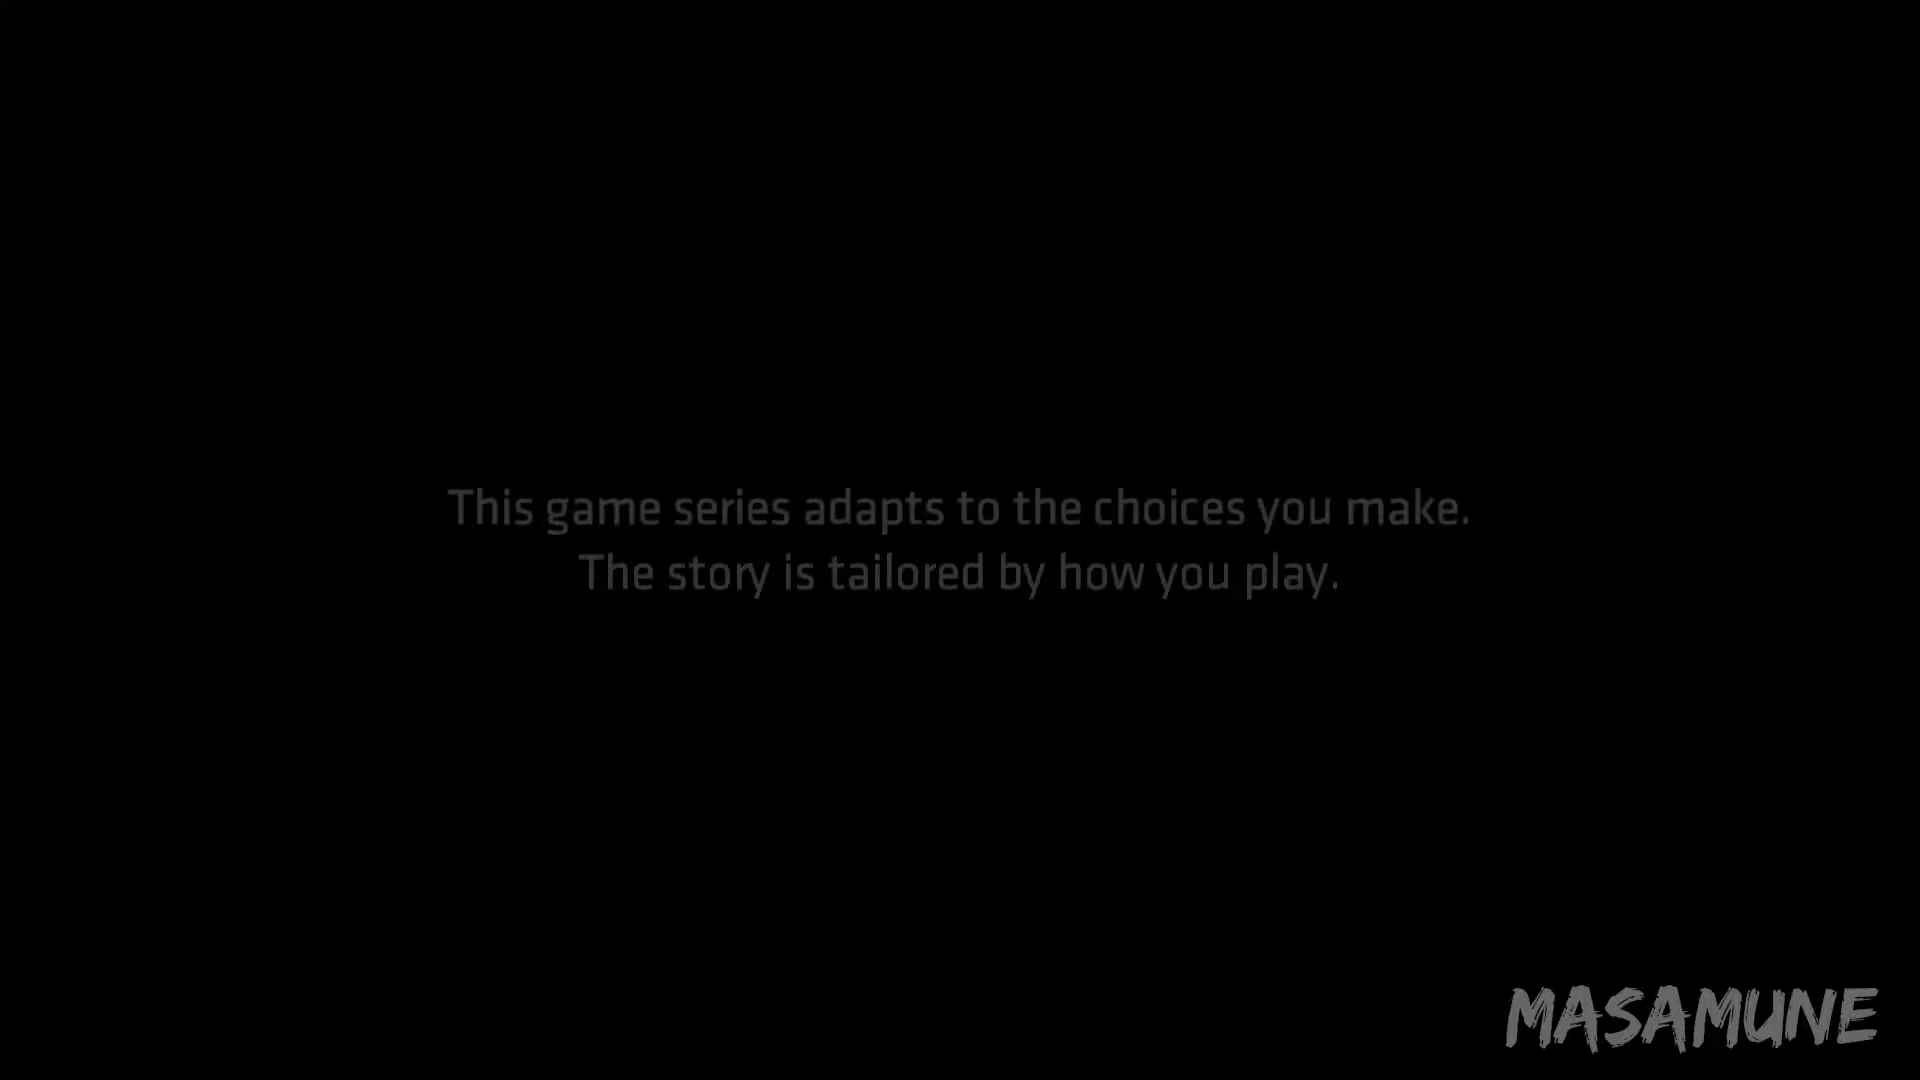 This game series adapts to the choices you make.
The story is tailored by how you play.
MASAMUNE